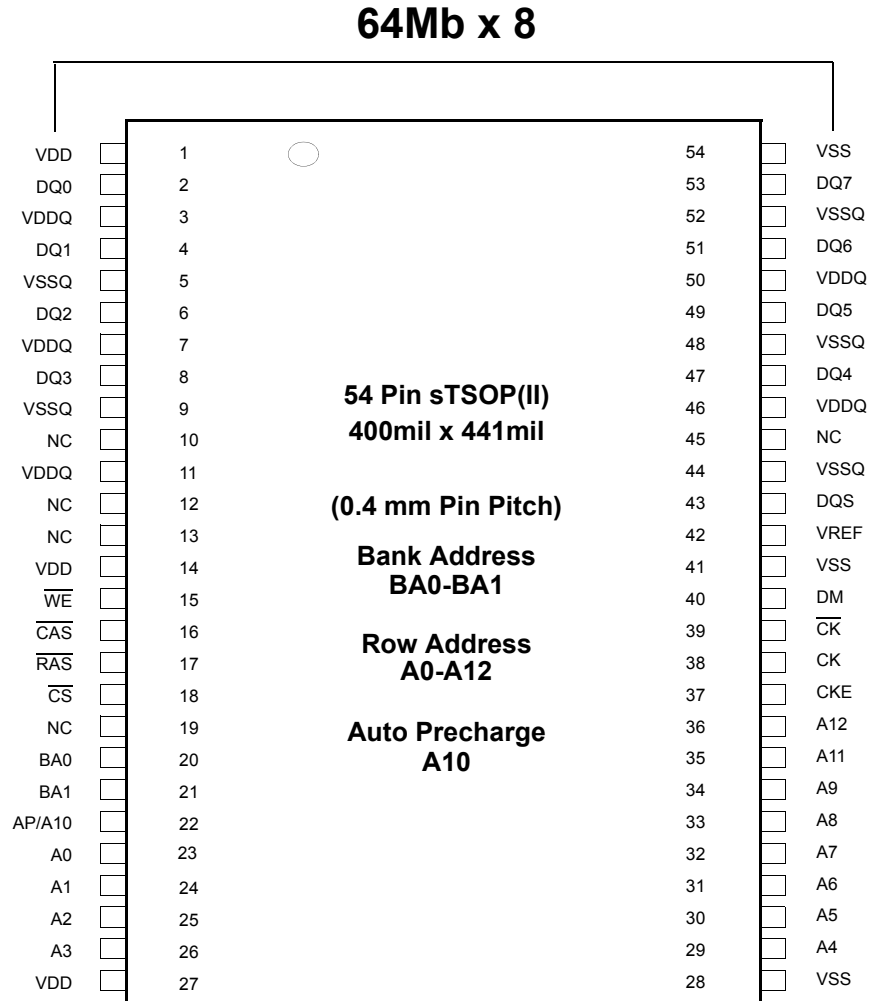 64Mb x 8
VDD 1 54 VSS
DQ0 2 53 DQ7
VDDQ 3 52 VSSQ
DQ1 4 51 DQ6
VSSQ 5 50 VDDQ
DQ2 6 49 DQ5
VDDQ 7 48 VSSQ
DQ3 8 47 DQ4
VSSQ 9 46 VDDQ
NC 10 45 NC
VDDQ 11 44 VSSQ
NC 12 43 DQS
NC 13 42 VREF
VDD 14 41 VSS
W̅E̅ 15 40 DM
C̅A̅S̅ 16 39 C̅K̅
R̅A̅S̅ 17 38 CK
C̅S̅ 18 37 CKE
NC 19 36 A12
BA0 20 35 A11
BA1 21 34 A9
AP/A10 22 33 A8
A0 23 32 A7
A1 24 31 A6
A2 25 30 A5
A3 26 29 A4
VDD 27 28 VSS
54 Pin sTSOP(II)
400mil x 441mil
(0.4 mm Pin Pitch)
Bank Address
BA0-BA1
Row Address
A0-A12
Auto Precharge
A10